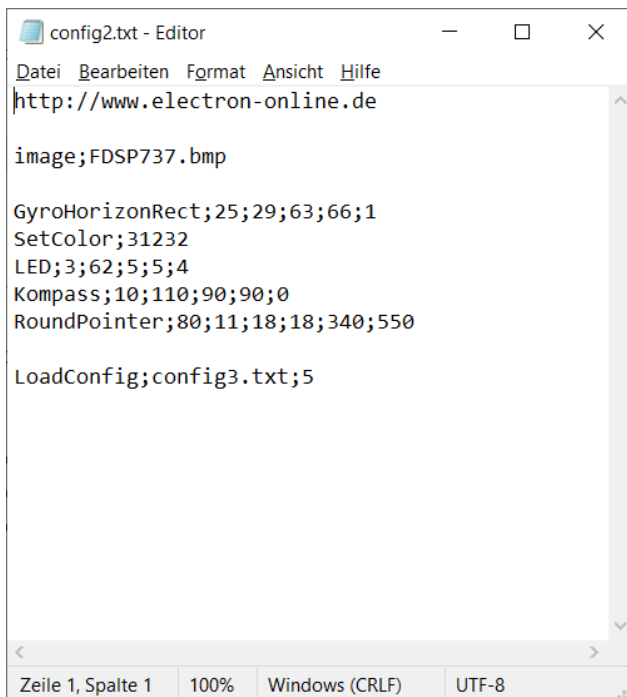 config2.txt - Editor
Datei Bearbeiten Format Ansicht Hilfe
http://www.electron-online.de
image;FDSP737.bmp
GyroHorizonRect;25;29;63;66;1
SetColor;31232
LED;3;62;5;5;4
Kompass;10;110;90;90;0
RoundPointer;80;11;18;18;340;550
LoadConfig;config3.txt;5
Zeile 1, Spalte 1 100% Windows (CRLF) UTF-8